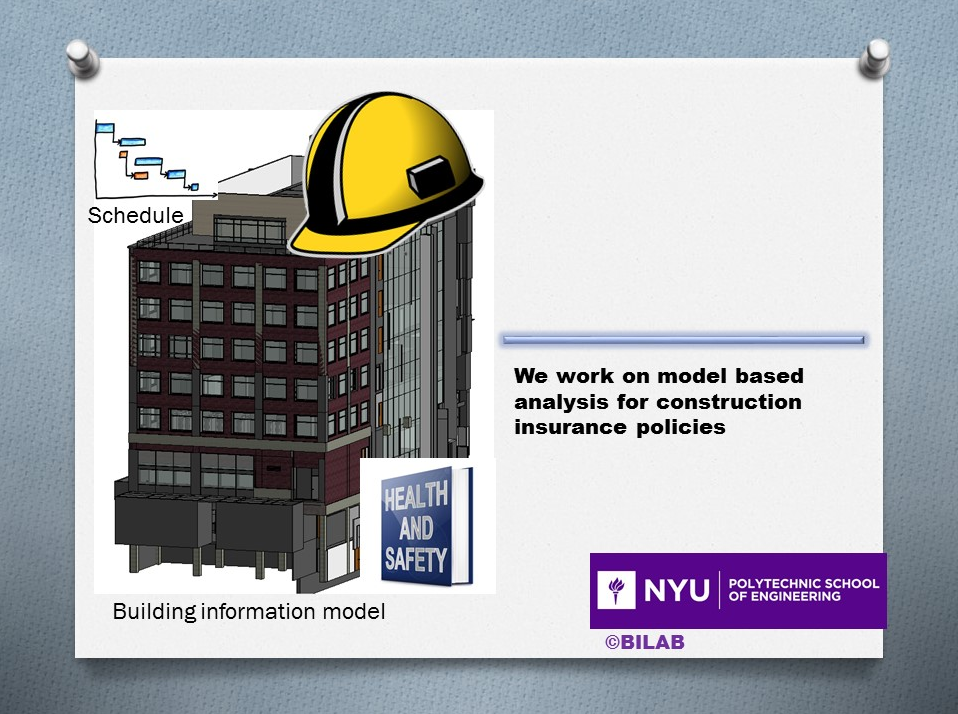 Schedule
We work on model based
analysis for construction
insurance policies
HEALTH
AND
SAFETY
Building information model
NYU
POLYTECHNIC SCHOOL
OF ENGINEERING
©BILAB